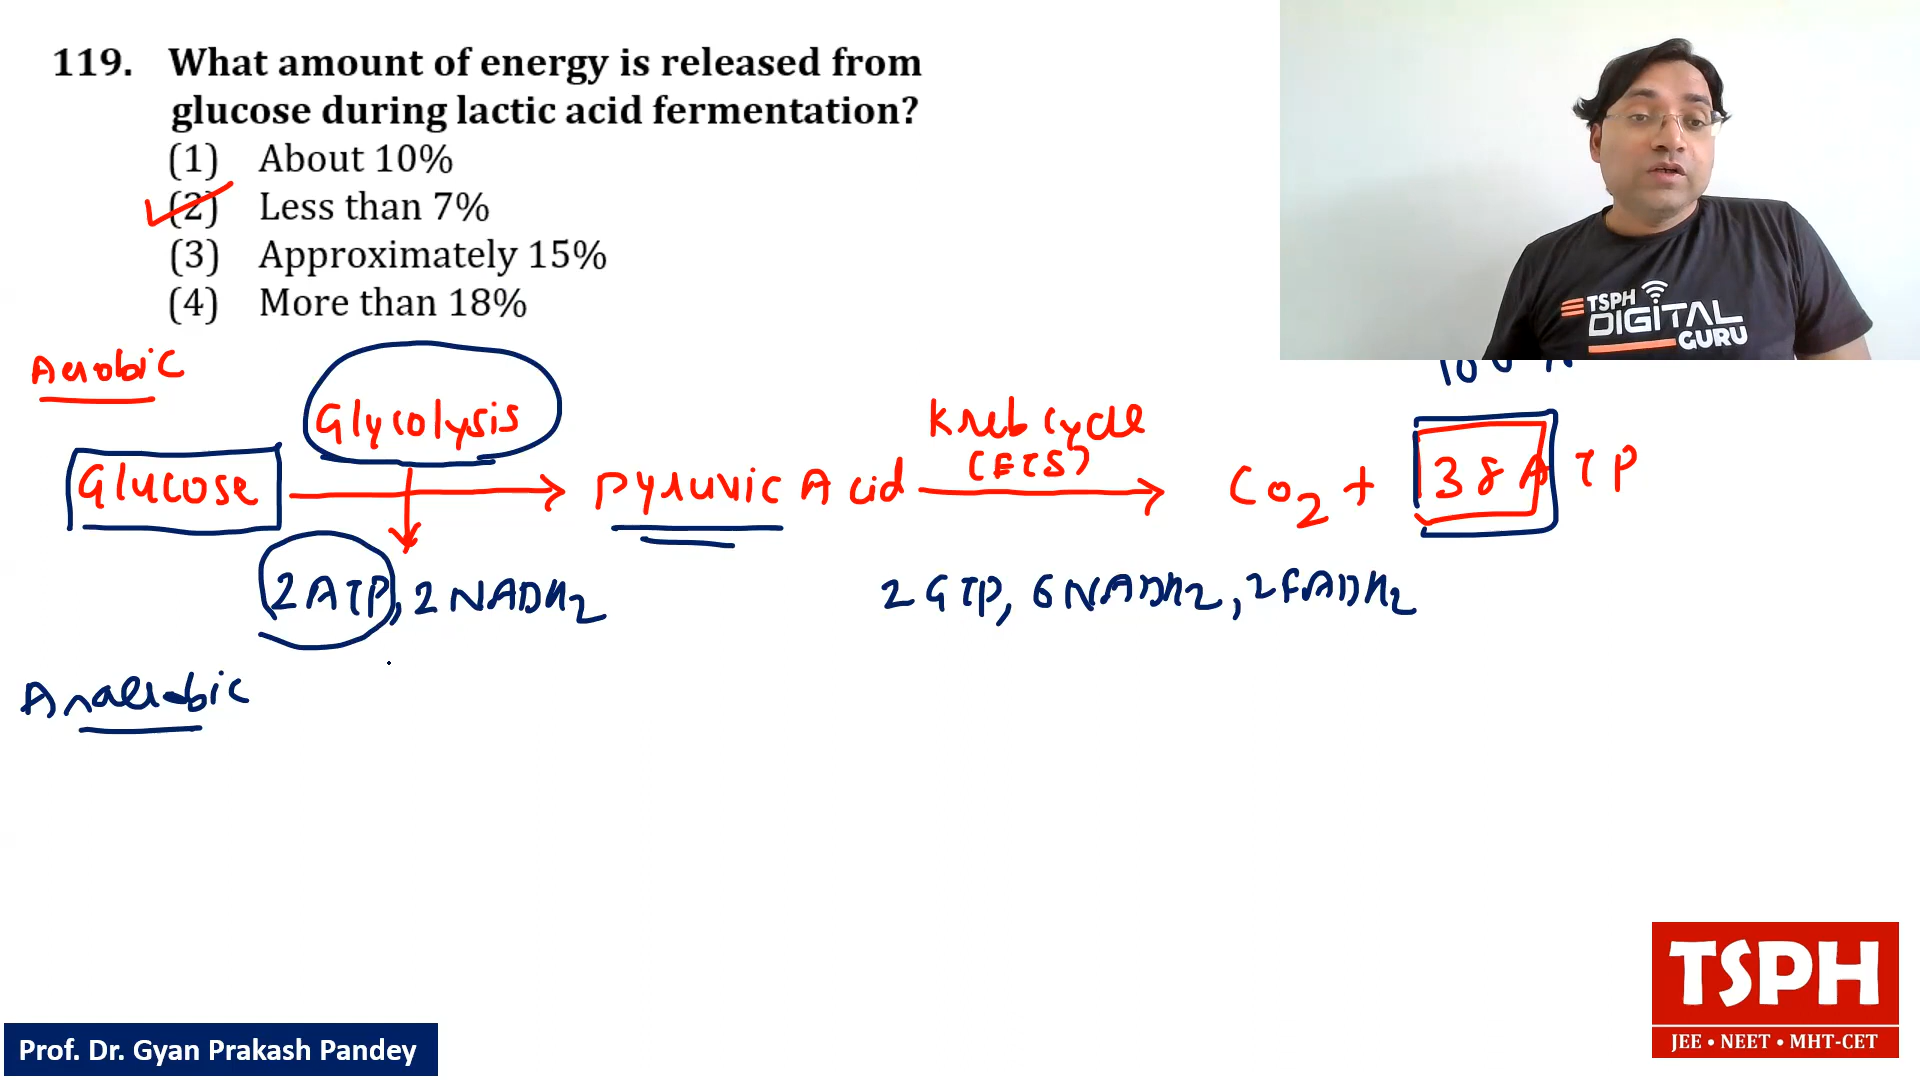 119. What amount of energy is released from
glucose during lactic acid fermentation?
(1) About 10%
(2) Less than 7%
(3) Approximately 15%
(4) More than 18%
TSPH
DIGITAL
GURU
Aerobic
Glycolysis
Kreb cycle
(ETS)
Glucose
Pyruvic Acid
CO2 + 38ATP
2ATP, 2NADH2
2GTP, 6NADH2, 2FADH2
Anaerobic
TSPH
JEE • NEET • MHT-CET
Prof. Dr. Gyan Prakash Pandey